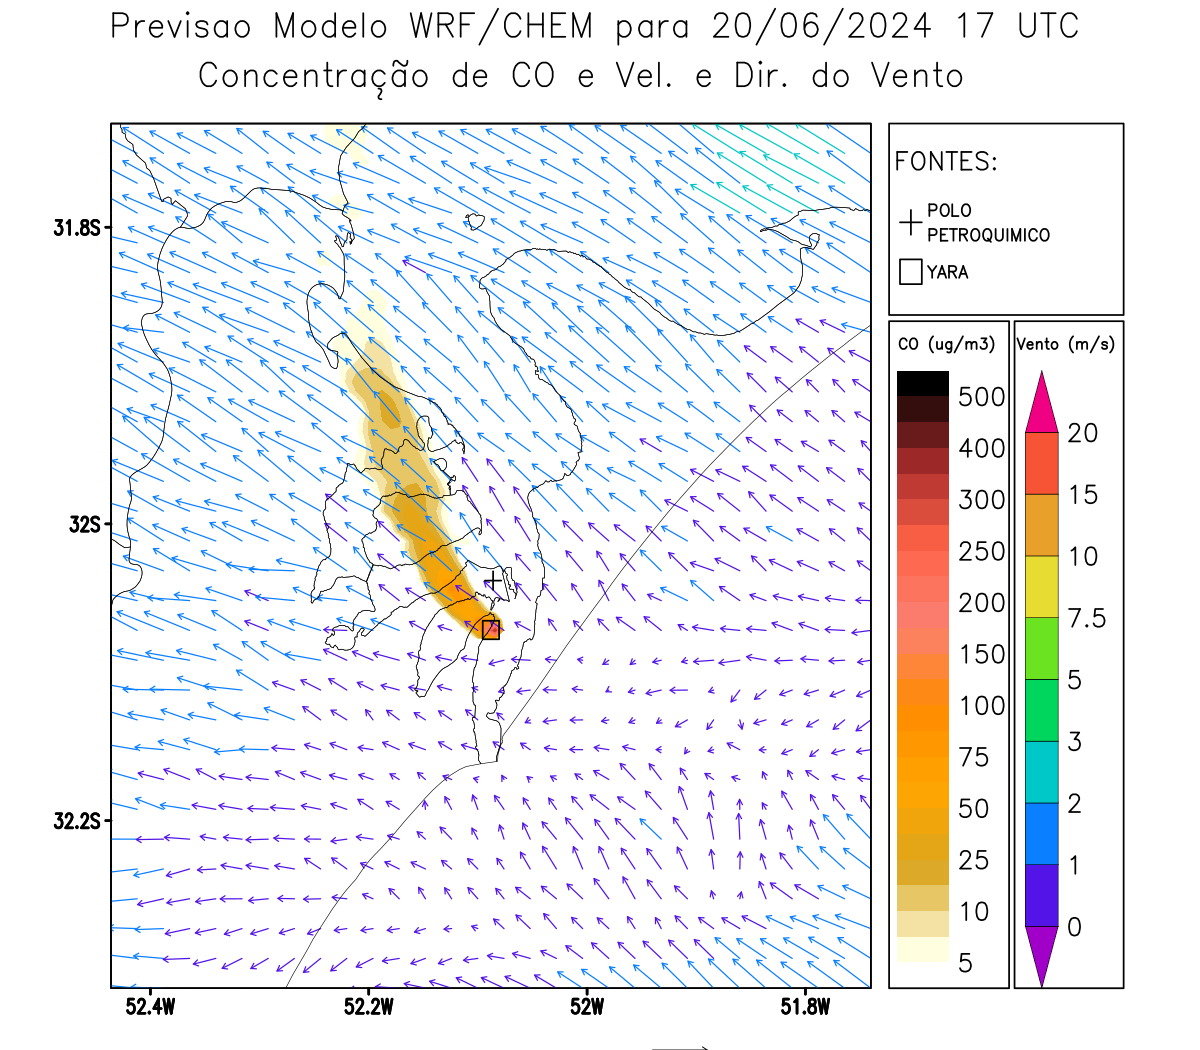 Previsao Modelo WRF/CHEM para 20/06/2024 17 UTC
Concentração de CO e Vel. e Dir. do Vento
FONTES:
POLO
PETROQUIMICO
YARA
CO (ug/m3)
500
400
300
250
200
150
100
75
50
25
10
5
Vento (m/s)
20
15
10
7.5
5
3
2
1
0
31.8S
32S
32.2S
52.4W
52.2W
52W
51.8W